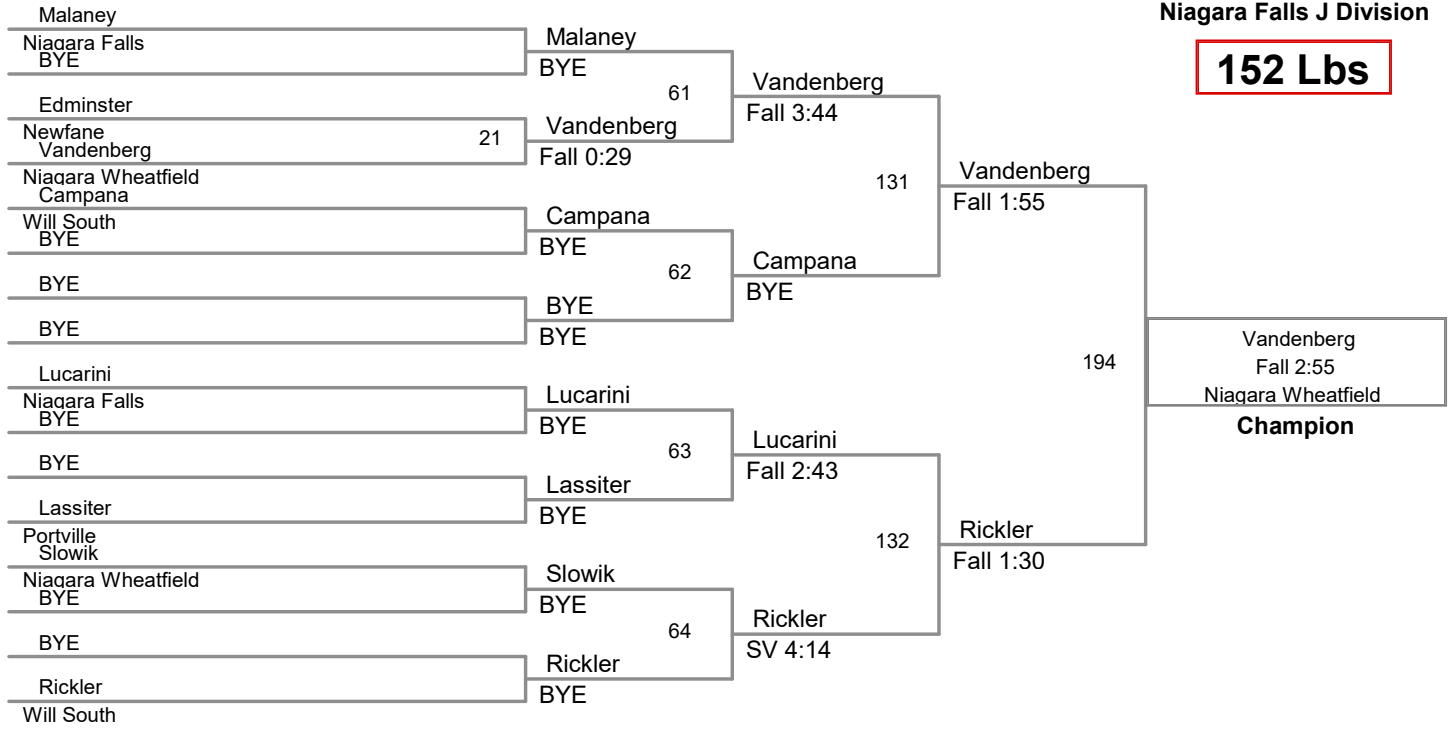 Niagara Falls J Division
152 Lbs
Malaney
Niagara Falls
BYE
Edminster
Newfane
Vandenberg
Niagara Wheatfield
Campana
Will South
BYE
BYE
BYE
Lucarini
Niagara Falls
BYE
BYE
Lassiter
Portville
Slowik
Niagara Wheatfield
BYE
BYE
Rickler
Will South
21
Malaney
BYE
Vandenberg
Fall 0:29
Campana
BYE
BYE
BYE
Lucarini
BYE
Lassiter
BYE
Slowik
BYE
Rickler
BYE
61
62
63
64
Vandenberg
Fall 3:44
Campana
BYE
Lucarini
Fall 2:43
Rickler
SV 4:14
131
132
Vandenberg
Fall 1:55
Rickler
Fall 1:30
194
Vandenberg
Fall 2:55
Niagara Wheatfield
Champion